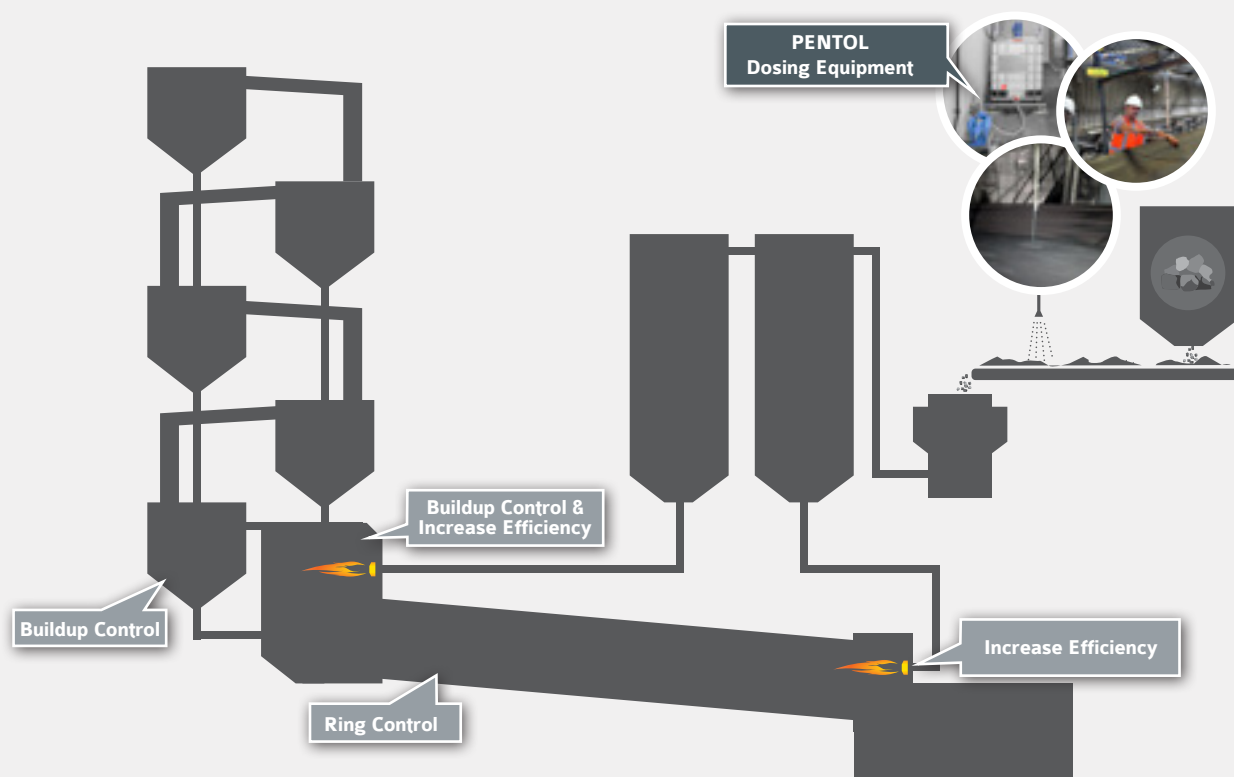 PENTOL
Dosing Equipment
Buildup Control &
Increase Efficiency
Buildup Control
Increase Efficiency
Ring Control